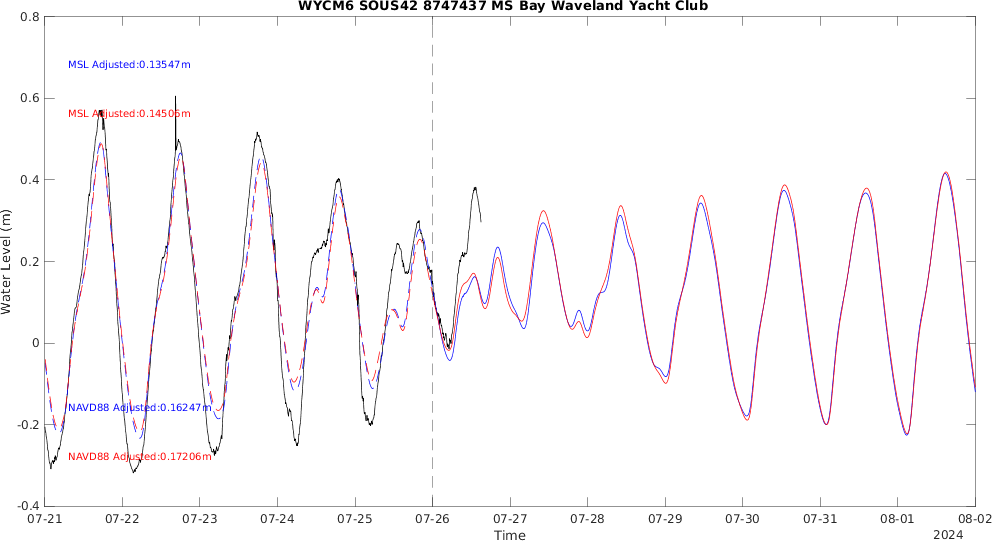 WYCM6 SOUS42 8747437 MS Bay Waveland Yacht Club
0.8
MSL Adjusted:0.13547m
0.6
MSL Adjusted:0.14506m
0.4
0.2
Water Level (m)
0
NAVD88 Adjusted:0.16247m
-0.2
NAVD88 Adjusted:0.17206m
-0.4
07-21 07-22 07-23 07-24 07-25 07-26 07-27 07-28 07-29 07-30 07-31 08-01 08-02
Time
2024